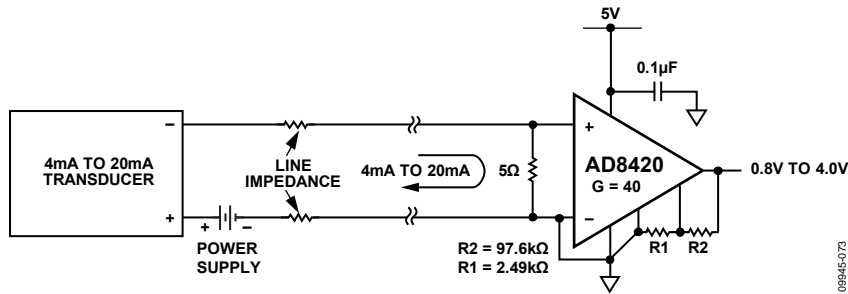 5V
0.1µF
–
4mA TO 20mA
TRANSDUCER
+
LINE
IMPEDANCE
4mA TO 20mA
5Ω
+
AD8420
G = 40
–
0.8V TO 4.0V
+ –
POWER
SUPPLY
R2 = 97.6kΩ
R1 = 2.49kΩ
R1 R2
09945-073